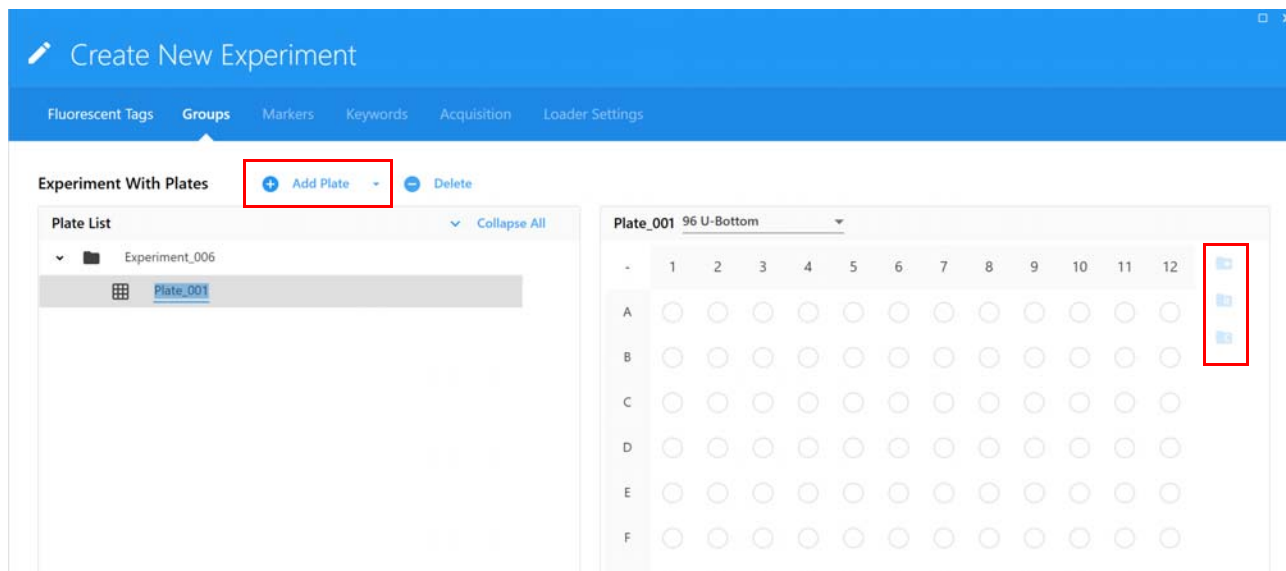 Create New Experiment
Fluorescent Tags Groups Markers Keywords Acquisition Loader Settings
Experiment With Plates Add Plate Delete
Plate List Collapse All
Experiment_006
Plate_001
Plate_001 96 U-Bottom
- 1 2 3 4 5 6 7 8 9 10 11 12
A
B
C
D
E
F